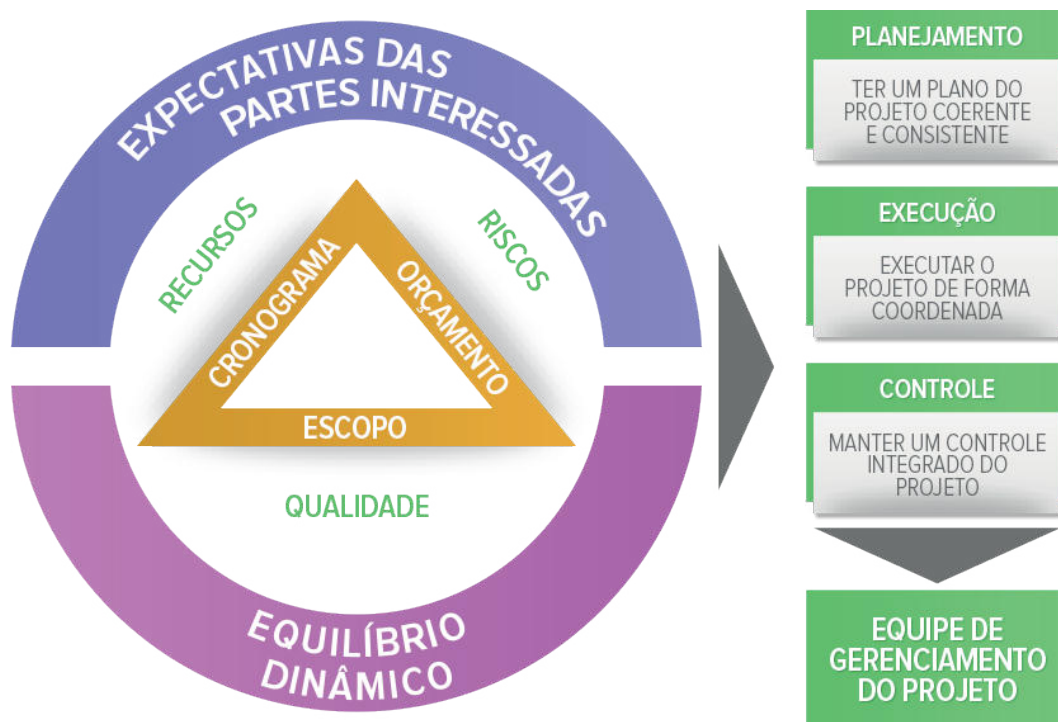 EXPECTATIVAS DAS
PARTES INTERESSADAS
RECURSOS
RISCOS
CRONOGRAMA
ORÇAMENTO
ESCOPO
QUALIDADE
EQUILÍBRIO
DINÂMICO
PLANEJAMENTO
TER UM PLANO DO
PROJETO COERENTE
E CONSISTENTE
EXECUÇÃO
EXECUTAR O
PROJETO DE FORMA
COORDENADA
CONTROLE
MANTER UM CONTROLE
INTEGRADO DO
PROJETO
EQUIPE DE
GERENCIAMENTO
DO PROJETO